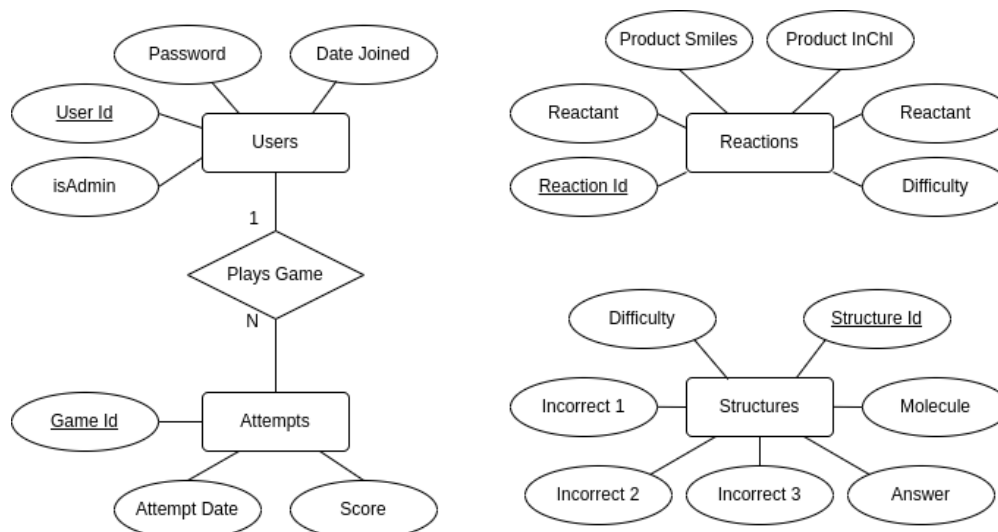 Password
Date Joined
User Id
Users
isAdmin
1
Plays Game
N
Game Id
Attempts
Attempt Date
Score
Product Smiles
Product InChI
Reactant
Reactant
Reactions
Reaction Id
Difficulty
Difficulty
Structure Id
Incorrect 1
Structures
Molecule
Incorrect 2
Incorrect 3
Answer